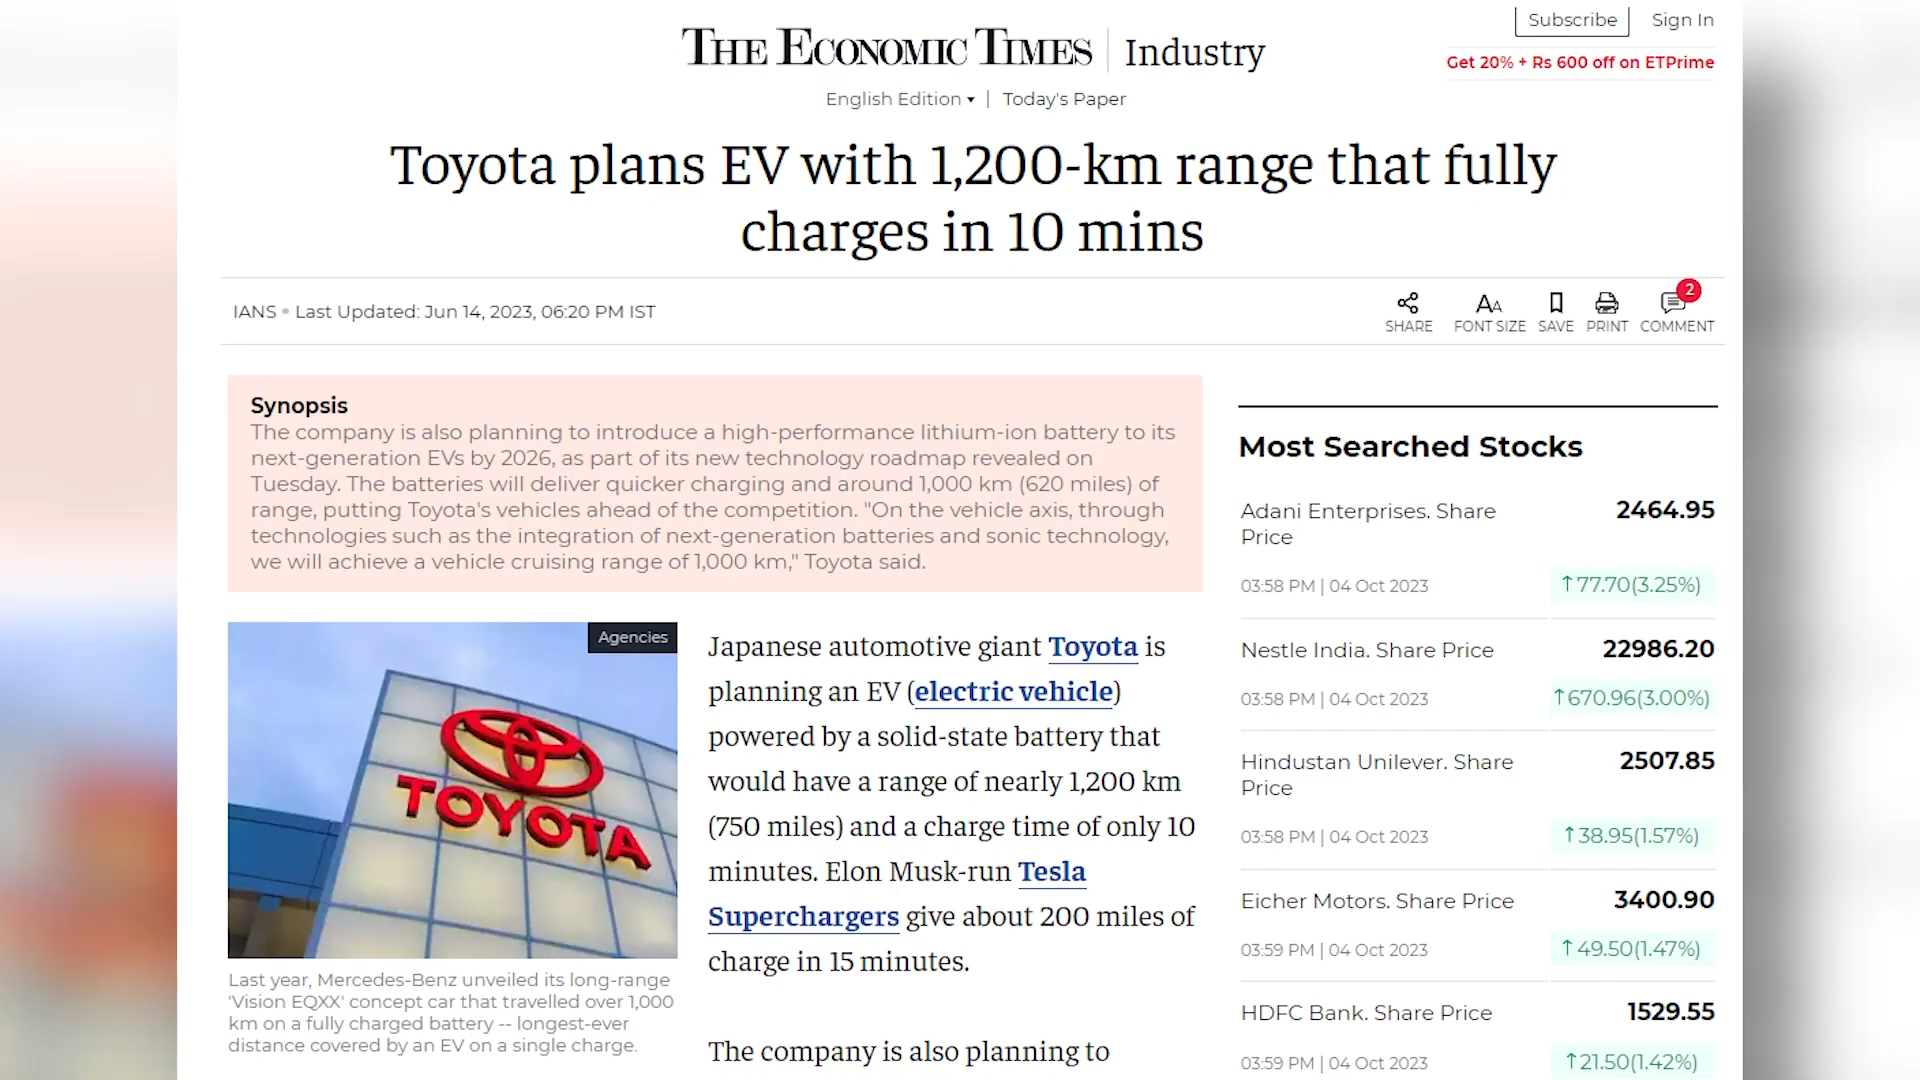 THE ECONOMIC TIMES | Industry
Subscribe Sign In
Get 20% + Rs 600 off on ETPrime
English Edition | Today's Paper
Toyota plans EV with 1,200-km range that fully
charges in 10 mins
IANS • Last Updated: Jun 14, 2023, 06:20 PM IST
2
SHARE FONT SIZE SAVE PRINT COMMENT
Synopsis
The company is also planning to introduce a high-performance lithium-ion battery to its
next-generation EVs by 2026, as part of its new technology roadmap revealed on
Tuesday. The batteries will deliver quicker charging and around 1,000 km (620 miles) of
range, putting Toyota's vehicles ahead of the competition. "On the vehicle axis, through
technologies such as the integration of next-generation batteries and sonic technology,
we will achieve a vehicle cruising range of 1,000 km," Toyota said.
Agencies
TOYOTA
Last year, Mercedes-Benz unveiled its long-range
'Vision EQXX' concept car that travelled over 1,000
km on a fully charged battery -- longest-ever
distance covered by an EV on a single charge.
Japanese automotive giant Toyota is
planning an EV (electric vehicle)
powered by a solid-state battery that
would have a range of nearly 1,200 km
(750 miles) and a charge time of only 10
minutes. Elon Musk-run Tesla
Superchargers give about 200 miles of
charge in 15 minutes.
The company is also planning to
Most Searched Stocks
Adani Enterprises. Share 2464.95
Price
03:58 PM | 04 Oct 2023 ↑77.70(3.25%)
Nestle India. Share Price 22986.20
03:58 PM | 04 Oct 2023 ↑670.96(3.00%)
Hindustan Unilever. Share 2507.85
Price
03:58 PM | 04 Oct 2023 ↑38.95(1.57%)
Eicher Motors. Share Price 3400.90
03:59 PM | 04 Oct 2023 ↑49.50(1.47%)
HDFC Bank. Share Price 1529.55
03:59 PM | 04 Oct 2023 ↑21.50(1.42%)